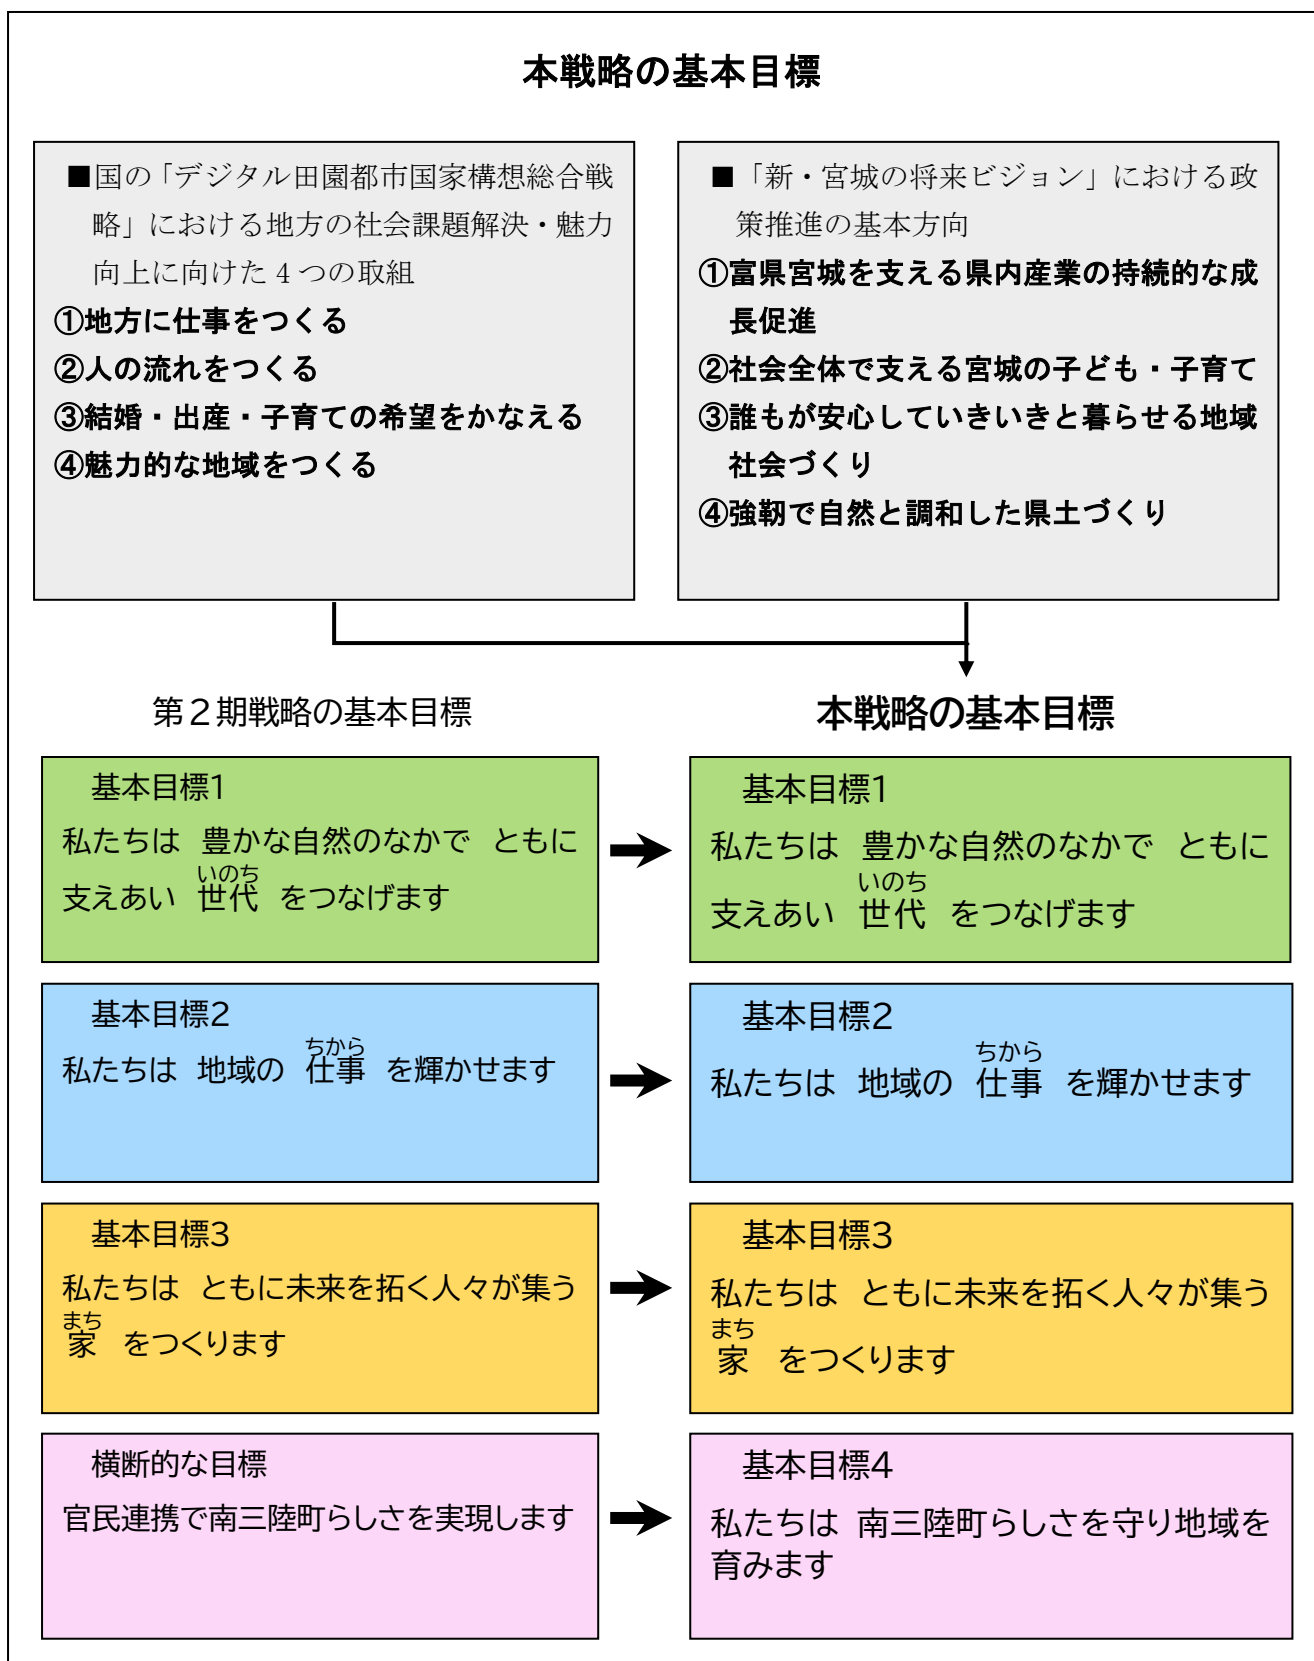 本戦略の基本目標
■国の「デジタル田園都市国家構想総合戦
略」における地方の社会課題解決・魅力
向上に向けた4つの取組
①地方に仕事をつくる
②人の流れをつくる
③結婚・出産・子育ての希望をかなえる
④魅力的な地域をつくる
■「新・宮城の将来ビジョン」における政
策推進の基本方向
①富県宮城を支える県内産業の持続的な成
長促進
②社会全体で支える宮城の子ども・子育て
③誰もが安心していきいきと暮らせる地域
社会づくり
④強靭で自然と調和した県土づくり
第2期戦略の基本目標
本戦略の基本目標
基本目標1
私たちは 豊かな自然のなかで ともに
いのち
支えあい 世代 をつなげます
基本目標1
私たちは 豊かな自然のなかで ともに
いのち
支えあい 世代 をつなげます
基本目標2
ちから
私たちは 地域の 仕事 を輝かせます
基本目標2
ちから
私たちは 地域の 仕事 を輝かせます
基本目標3
私たちは ともに未来を拓く人々が集う
まち
家 をつくります
基本目標3
私たちは ともに未来を拓く人々が集う
まち
家 をつくります
横断的な目標
官民連携で南三陸町らしさを実現します
基本目標4
私たちは 南三陸町らしさを守り地域を
育みます